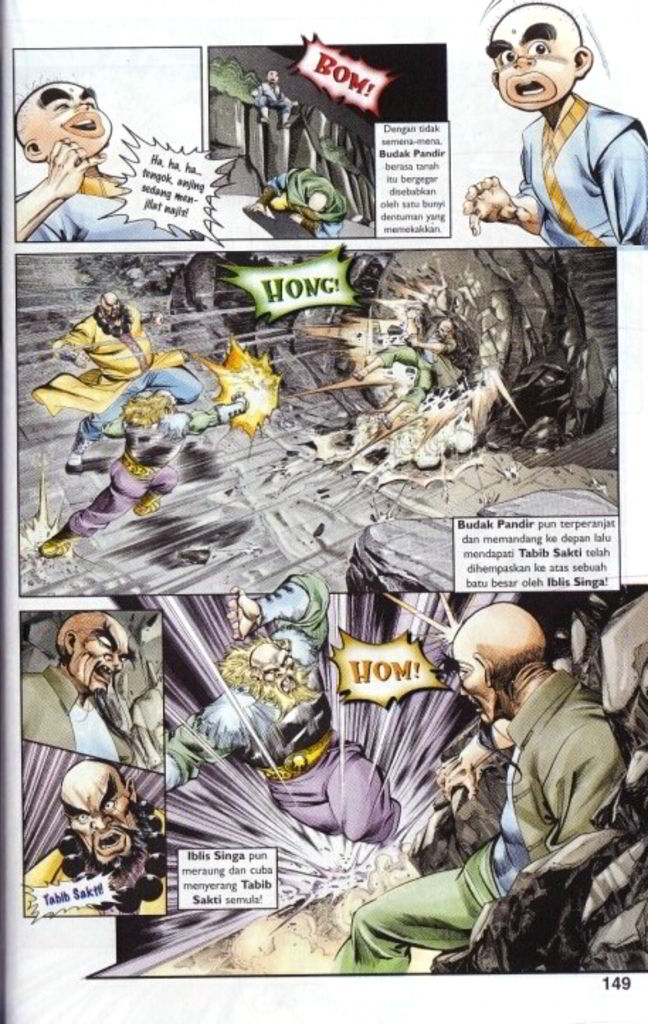 Ha, ha, ha...
tengok, anjing
sedang men-
jilat najis!
BOM!
Dengan tidak
semena-mena,
Budak Pandir
berasa tanah
itu bergegar
disebabkan
oleh satu bunyi
dentuman yang
memekakkan.
HONG!
Budak Pandir pun terperanjat
dan memandang ke depan lalu
mendapati Tabib Sakti telah
dihempaskan ke atas sebuah
batu besar oleh Iblis Singa!
HOM!
Tabib Sakti!
Iblis Singa pun
meraung dan cuba
menyerang Tabib
Sakti semula!
149